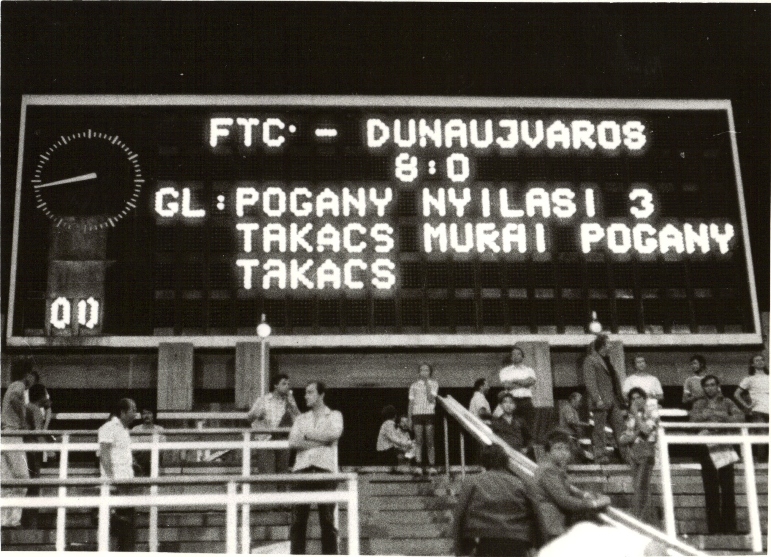 FTC - DUNAUJVAROS
8:0
GL:POGANY NYILASI 3
TAKACS MURAI POGANY
TAKACS
00